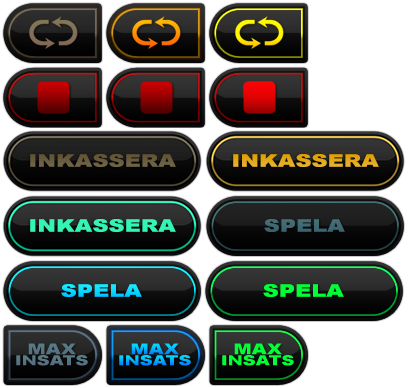 INKASSERA
INKASSERA
INKASSERA
SPELA
SPELA
SPELA
MAX
INSATS
MAX
INSATS
MAX
INSATS